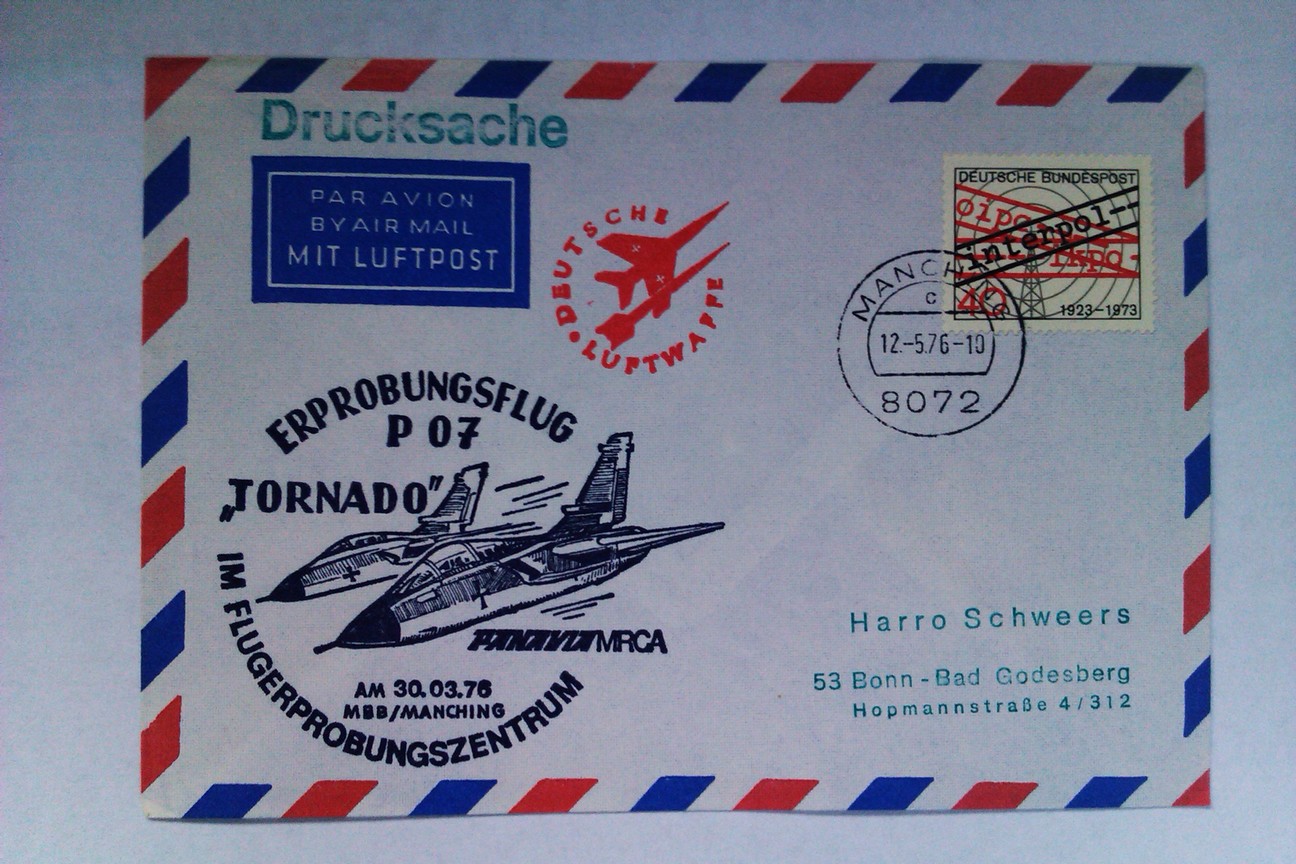 Drucksache
PAR AVION
BY AIR MAIL
MIT LUFTPOST
DEUTSCHE
LUFTWAFFE
DEUTSCHE BUNDESPOST
interpol--
40
1923-1973
MANCHING
c
12.-5.76-10
8072
ERPROBUNGSFLUG
P 07
„TORNADO”
IM FLUGERPROBUNGSZENTRUM
PANAVIA MRCA
AM 30.03.76
MBB/MANCHING
Harro Schweers
53 Bonn-Bad Godesberg
Hopmannstraße 4/312